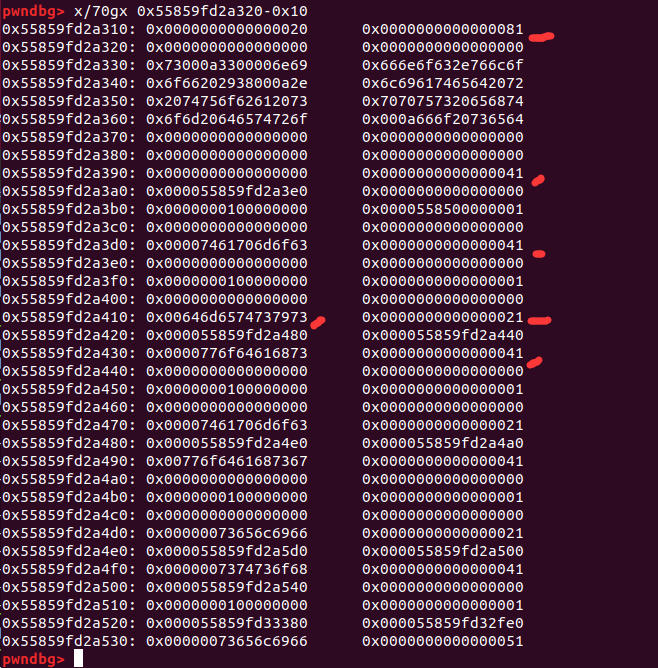 pwndbg> x/70gx 0x55859fd2a320-0x10
0x55859fd2a310: 0x0000000000000020 0x0000000000000081
0x55859fd2a320: 0x0000000000000000 0x0000000000000000
0x55859fd2a330: 0x73000a3300006e69 0x666e6f632e766c6f
0x55859fd2a340: 0x6f66202938000a2e 0x6c69617465642072
0x55859fd2a350: 0x2074756f62612073 0x7070757320656874
0x55859fd2a360: 0x6f6d20646574726f 0x000a666f20736564
0x55859fd2a370: 0x0000000000000000 0x0000000000000000
0x55859fd2a380: 0x0000000000000000 0x0000000000000000
0x55859fd2a390: 0x0000000000000000 0x0000000000000041
0x55859fd2a3a0: 0x000055859fd2a3e0 0x0000000000000000
0x55859fd2a3b0: 0x0000000100000000 0x0000558500000001
0x55859fd2a3c0: 0x0000000000000000 0x0000000000000000
0x55859fd2a3d0: 0x00007461706d6f63 0x0000000000000041
0x55859fd2a3e0: 0x0000000000000000 0x0000000000000000
0x55859fd2a3f0: 0x0000000100000000 0x0000000000000001
0x55859fd2a400: 0x0000000000000000 0x0000000000000000
0x55859fd2a410: 0x00646d6574737973 0x0000000000000021
0x55859fd2a420: 0x000055859fd2a480 0x000055859fd2a440
0x55859fd2a430: 0x0000776f64616873 0x0000000000000041
0x55859fd2a440: 0x0000000000000000 0x0000000000000000
0x55859fd2a450: 0x0000000100000000 0x0000000000000001
0x55859fd2a460: 0x0000000000000000 0x0000000000000000
0x55859fd2a470: 0x00007461706d6f63 0x0000000000000021
0x55859fd2a480: 0x000055859fd2a4e0 0x000055859fd2a4a0
0x55859fd2a490: 0x00776f6461687367 0x0000000000000041
0x55859fd2a4a0: 0x0000000000000000 0x0000000000000000
0x55859fd2a4b0: 0x0000000100000000 0x0000000000000001
0x55859fd2a4c0: 0x0000000000000000 0x0000000000000000
0x55859fd2a4d0: 0x00000073656c6966 0x0000000000000021
0x55859fd2a4e0: 0x000055859fd2a5d0 0x000055859fd2a500
0x55859fd2a4f0: 0x0000007374736f68 0x0000000000000041
0x55859fd2a500: 0x000055859fd2a540 0x0000000000000000
0x55859fd2a510: 0x0000000100000000 0x0000000000000001
0x55859fd2a520: 0x000055859fd33380 0x000055859fd32fe0
0x55859fd2a530: 0x00000073656c6966 0x0000000000000051
pwndbg>